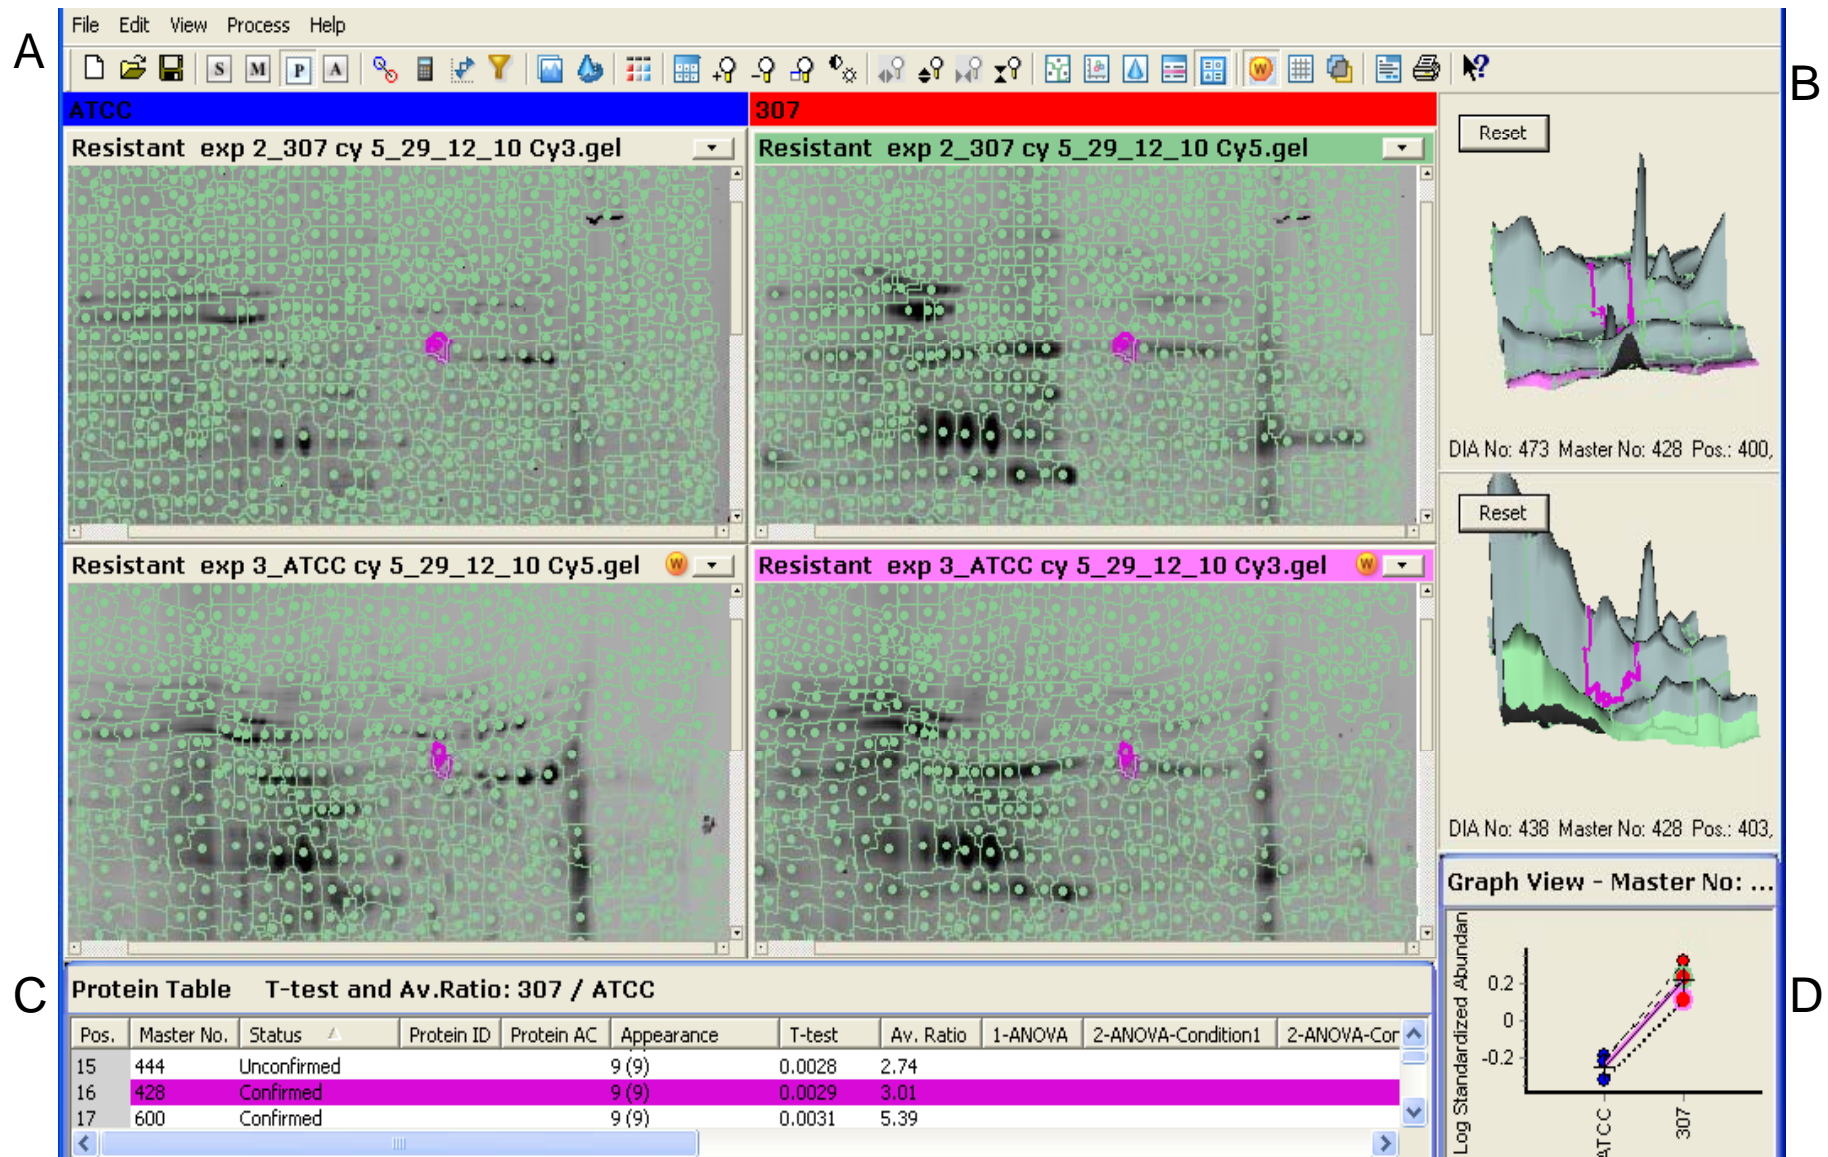 A
B
C
D
File Edit View Process Help
S M P A
W
ATCC
307
Resistant exp 2_307 cy 5_29_12_10 Cy3.gel
Resistant exp 2_307 cy 5_29_12_10 Cy5.gel
Reset
DIA No: 473 Master No: 428 Pos.: 400,
Resistant exp 3_ATCC cy 5_29_12_10 Cy5.gel W
Resistant exp 3_ATCC cy 5_29_12_10 Cy3.gel W
Reset
DIA No: 438 Master No: 428 Pos.: 403,
Protein Table T-test and Av.Ratio: 307 / ATCC
Pos. Master No. Status Protein ID Protein AC Appearance T-test Av. Ratio 1-ANOVA 2-ANOVA-Condition1 2-ANOVA-Cor
15 444 Unconfirmed 9 (9) 0.0028 2.74
16 428 Confirmed 9 (9) 0.0029 3.01
17 600 Confirmed 9 (9) 0.0031 5.39
Graph View - Master No: ...
Log Standardized Abundan
0.2
0
-0.2
ATCC
307